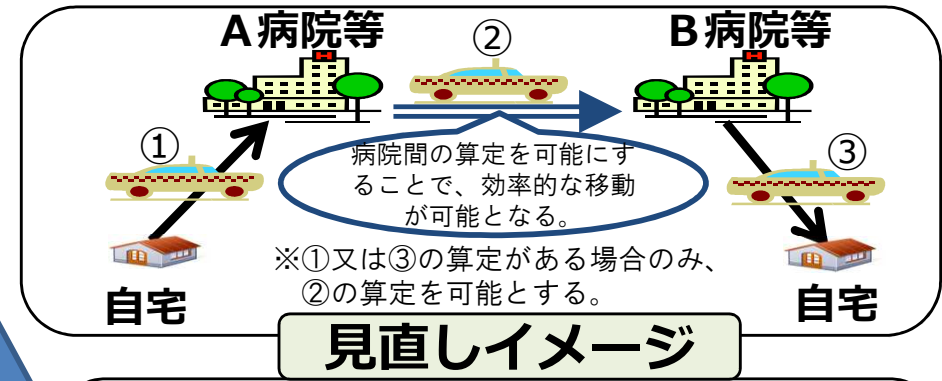 A病院等
②
B病院等
①
③
病院間の算定を可能にす
ることで、効率的な移動
が可能となる。
※①又は③の算定がある場合のみ、
②の算定を可能とする。
自宅
自宅
見直しイメージ